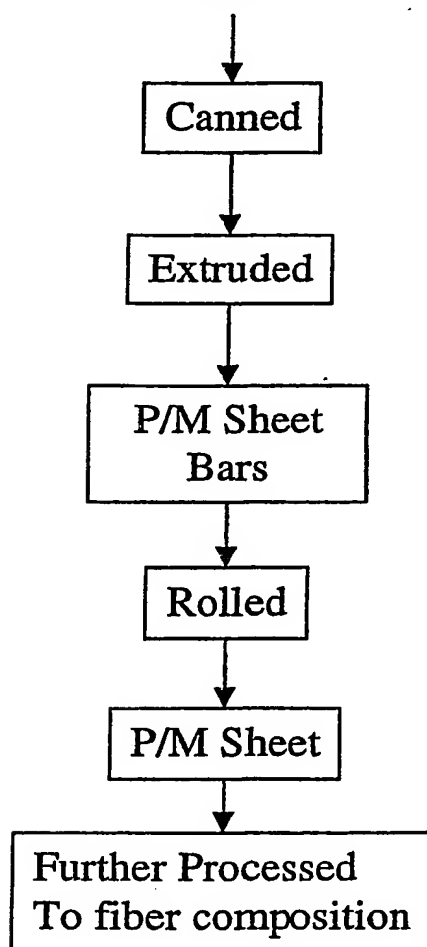 Canned
Extruded
P/M Sheet
Bars
Rolled
P/M Sheet
Further Processed
To fiber composition